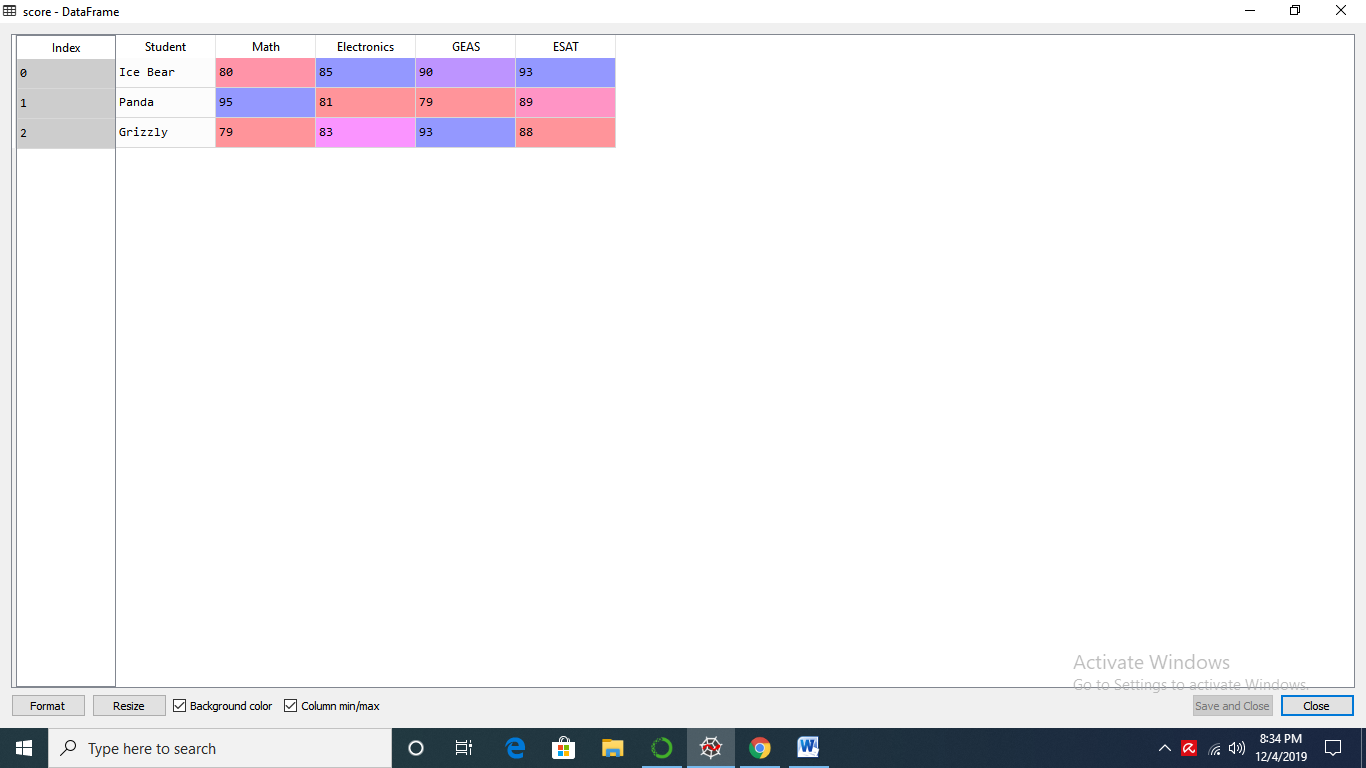 score - DataFrame
Index Student Math Electronics GEAS ESAT
0 Ice Bear 80 85 90 93
1 Panda 95 81 79 89
2 Grizzly 79 83 93 88
Activate Windows
Go to Settings to activate Windows.
Format Resize Background color Column min/max Save and Close Close
Type here to search
8:34 PM
12/4/2019